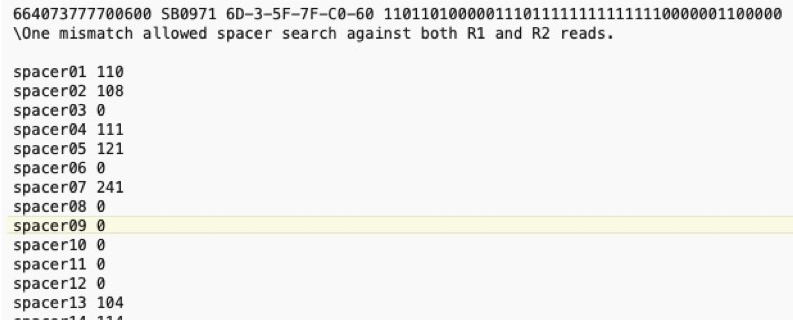 664073777700600 SB0971 6D-3-5F-7F-C0-60 1101101000001110111111111111110000001100000
\One mismatch allowed spacer search against both R1 and R2 reads.
spacer01 110
spacer02 108
spacer03 0
spacer04 111
spacer05 121
spacer06 0
spacer07 241
spacer08 0
spacer09 0
spacer10 0
spacer11 0
spacer12 0
spacer13 104